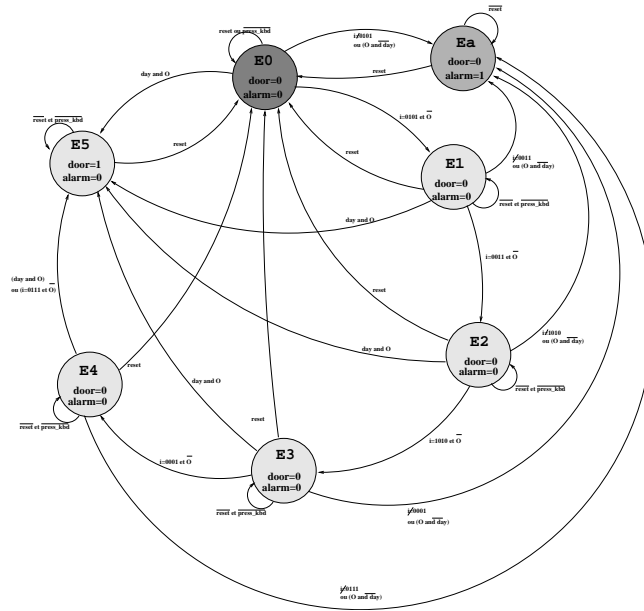 reset
reset ou press_kbd
i≠0101
ou (O and day)
Ea
door=0
alarm=1
E0
door=0
alarm=0
reset
day and O
i=0101 et O
reset et press_kbd
E5
door=1
alarm=0
reset
reset
i≠0011
ou (O and day)
E1
door=0
alarm=0
reset et press_kbd
day and O
i=0011 et O
(day and O)
ou (i=0111 et O)
reset
i≠1010
ou (O and day)
E2
door=0
alarm=0
day and O
reset et press_kbd
E4
door=0
alarm=0
reset
day and O
reset et press_kbd
reset
i=1010 et O
E3
door=0
alarm=0
i=0001 et O
reset et press_kbd
i≠0001
ou (O and day)
i≠0111
ou (O and day)